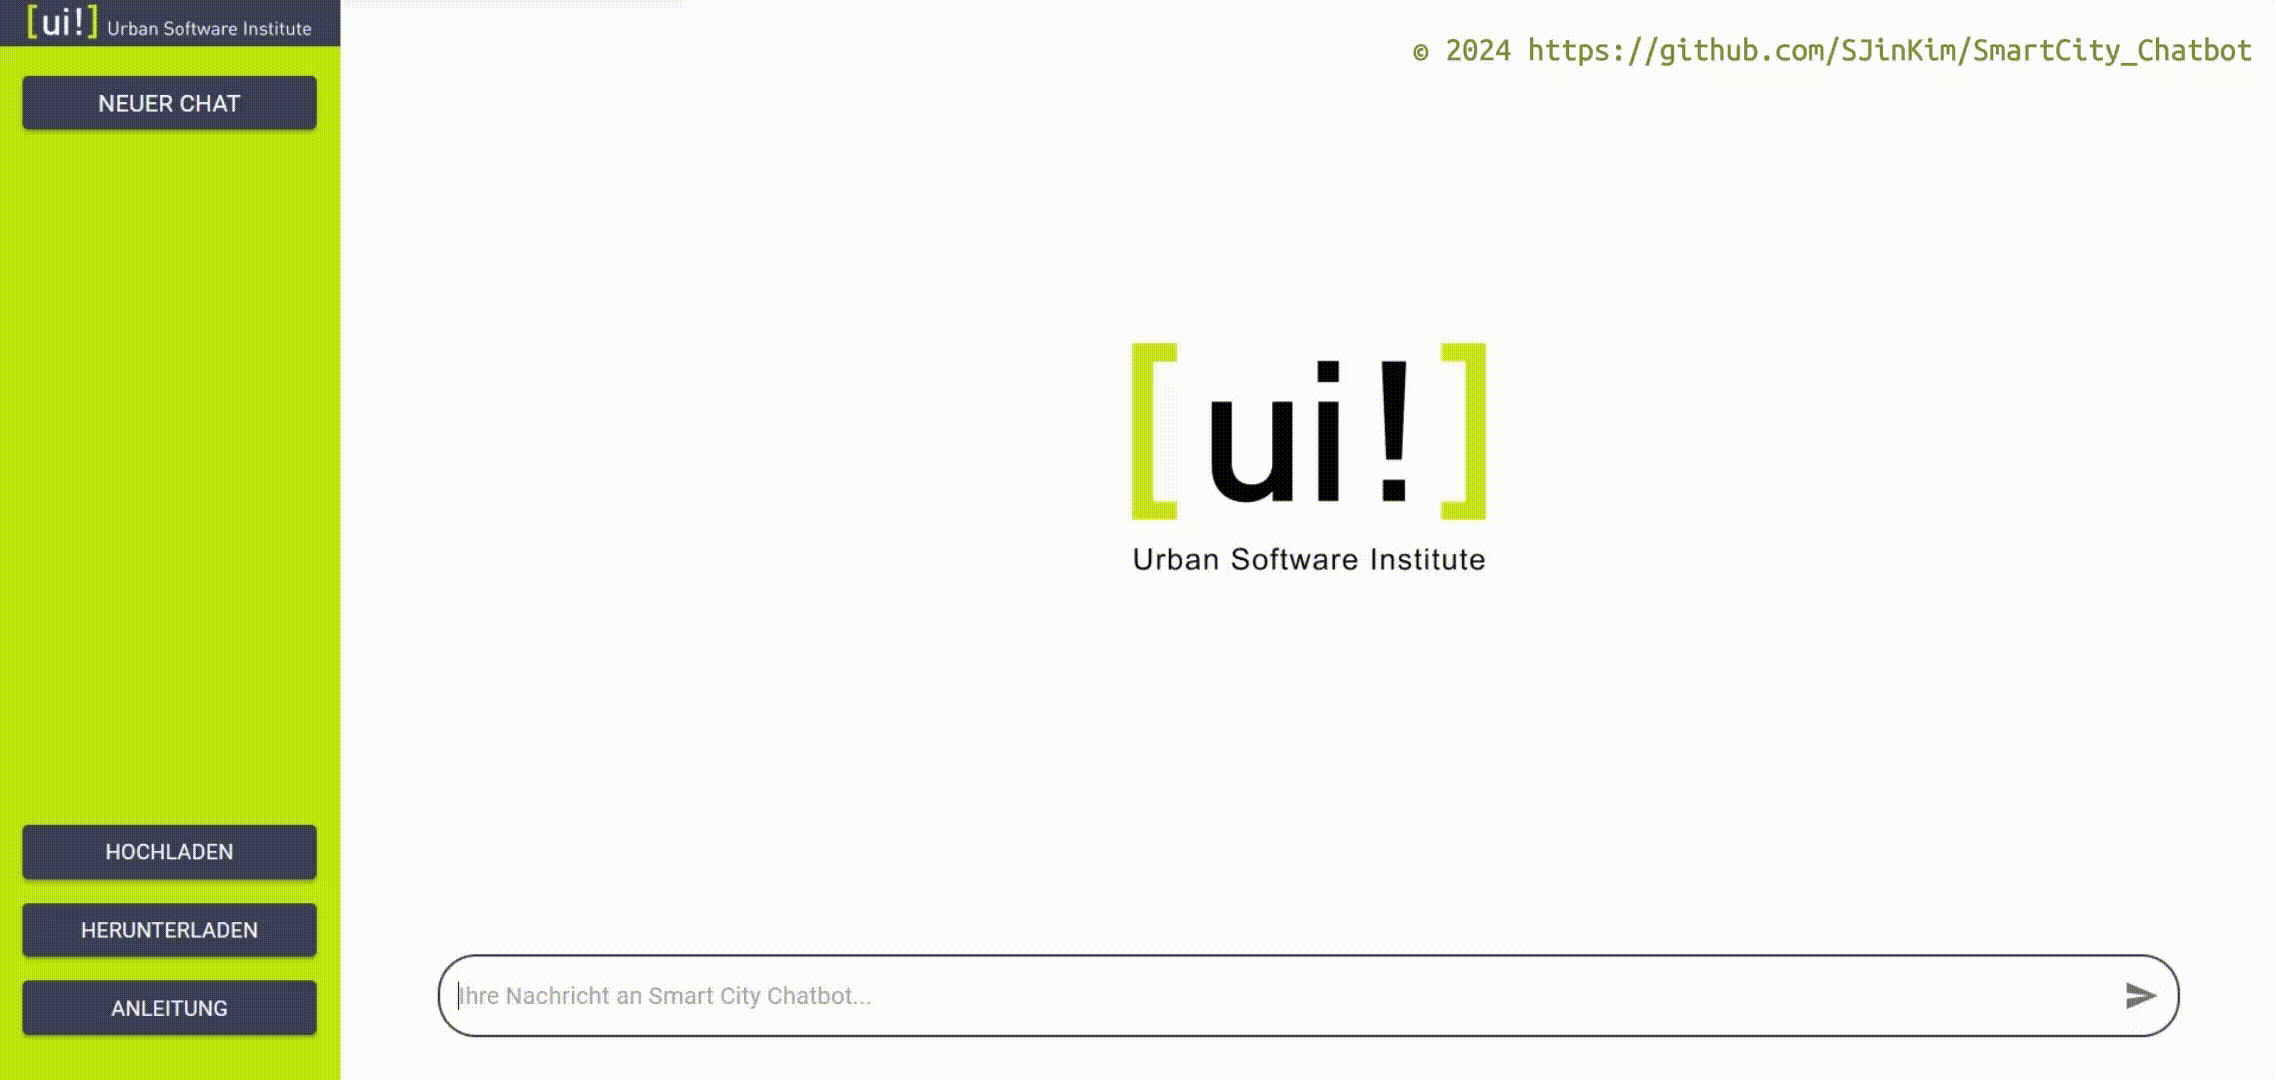 [ui!] Urban Software Institute
© 2024 https://github.com/SJinKim/SmartCity_Chatbot
NEUER CHAT
[ui!]
Urban Software Institute
HOCHLADEN
HERUNTERLADEN
ANLEITUNG
Ihre Nachricht an Smart City Chatbot...